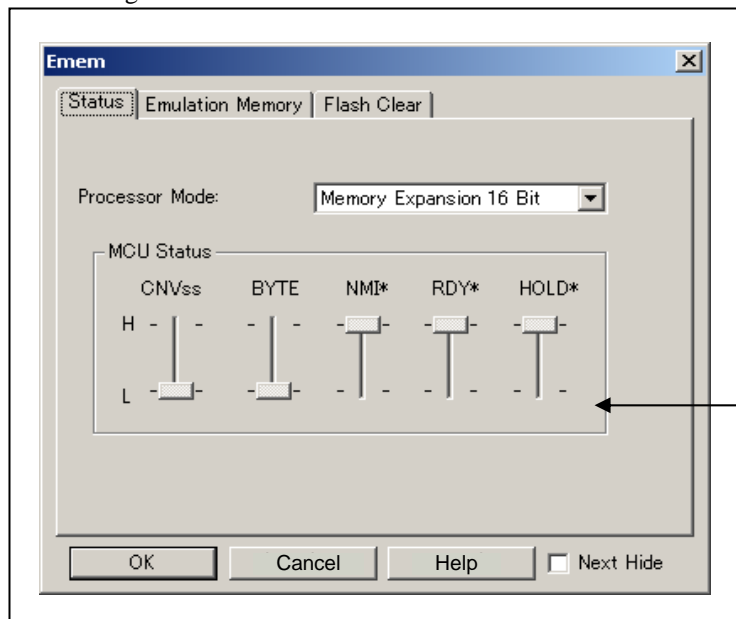 Emem
Status Emulation Memory Flash Clear
Processor Mode: Memory Expansion 16 Bit
MCU Status
CNVss BYTE NMI* RDY* HOLD*
H
L
OK Cancel Help Next Hide